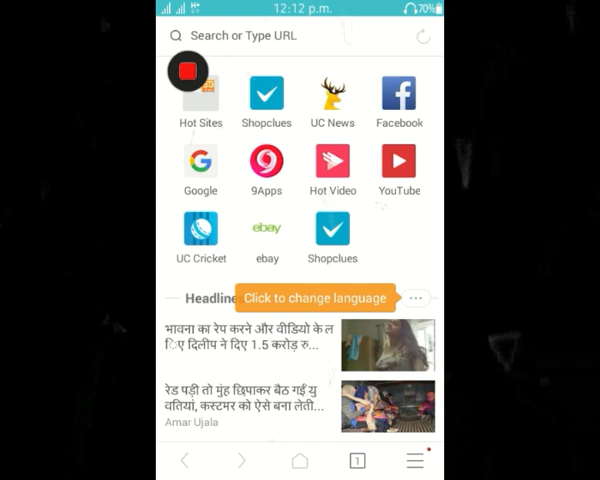 H+
12:12 p.m.
70%
Search or Type URL
Hot Sites
Shopclues
UC News
Facebook
Google
9Apps
Hot Video
YouTube
ebay
UC Cricket
ebay
Shopclues
Headline
Click to change language
भावना का रेप करने और वीडियो के ल
िए दिलीप ने दिए 1.5 करोड़ रु...
रेड पड़ी तो मुंह छिपाकर बैठ गईं यु
वतियां, कस्टमर को ऐसे बना लेती...
Amar Ujala
1